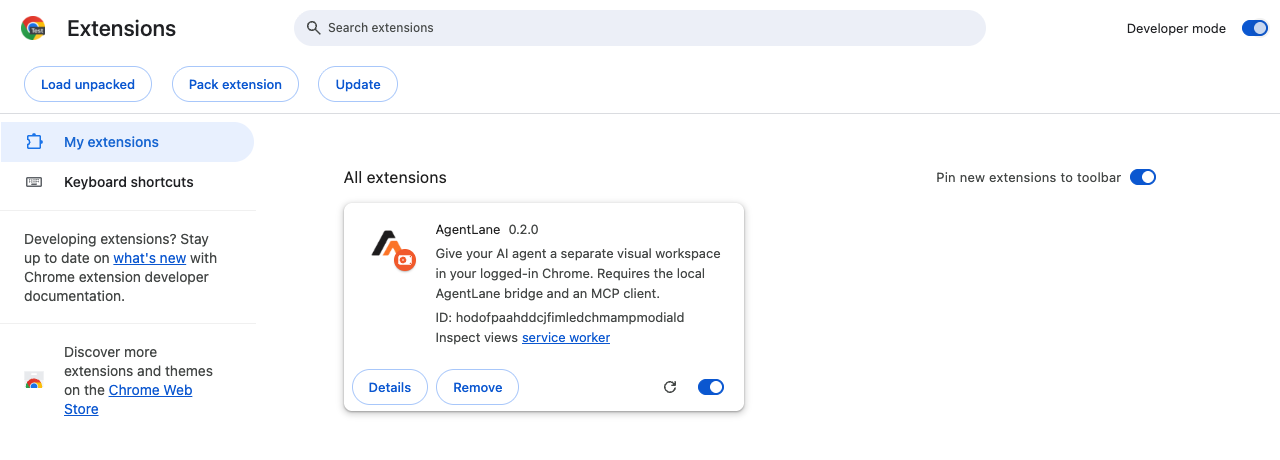 Test
Extensions
Search extensions
Developer mode
Load unpacked
Pack extension
Update
My extensions
Keyboard shortcuts
Developing extensions? Stay
up to date on what's new with
Chrome extension developer
documentation.
Discover more
extensions and themes
on the Chrome Web
Store
All extensions
Pin new extensions to toolbar
AgentLane 0.2.0
Give your AI agent a separate visual workspace
in your logged-in Chrome. Requires the local
AgentLane bridge and an MCP client.
ID: hodofpaahddcjfimledchmampmodiald
Inspect views service worker
Details
Remove